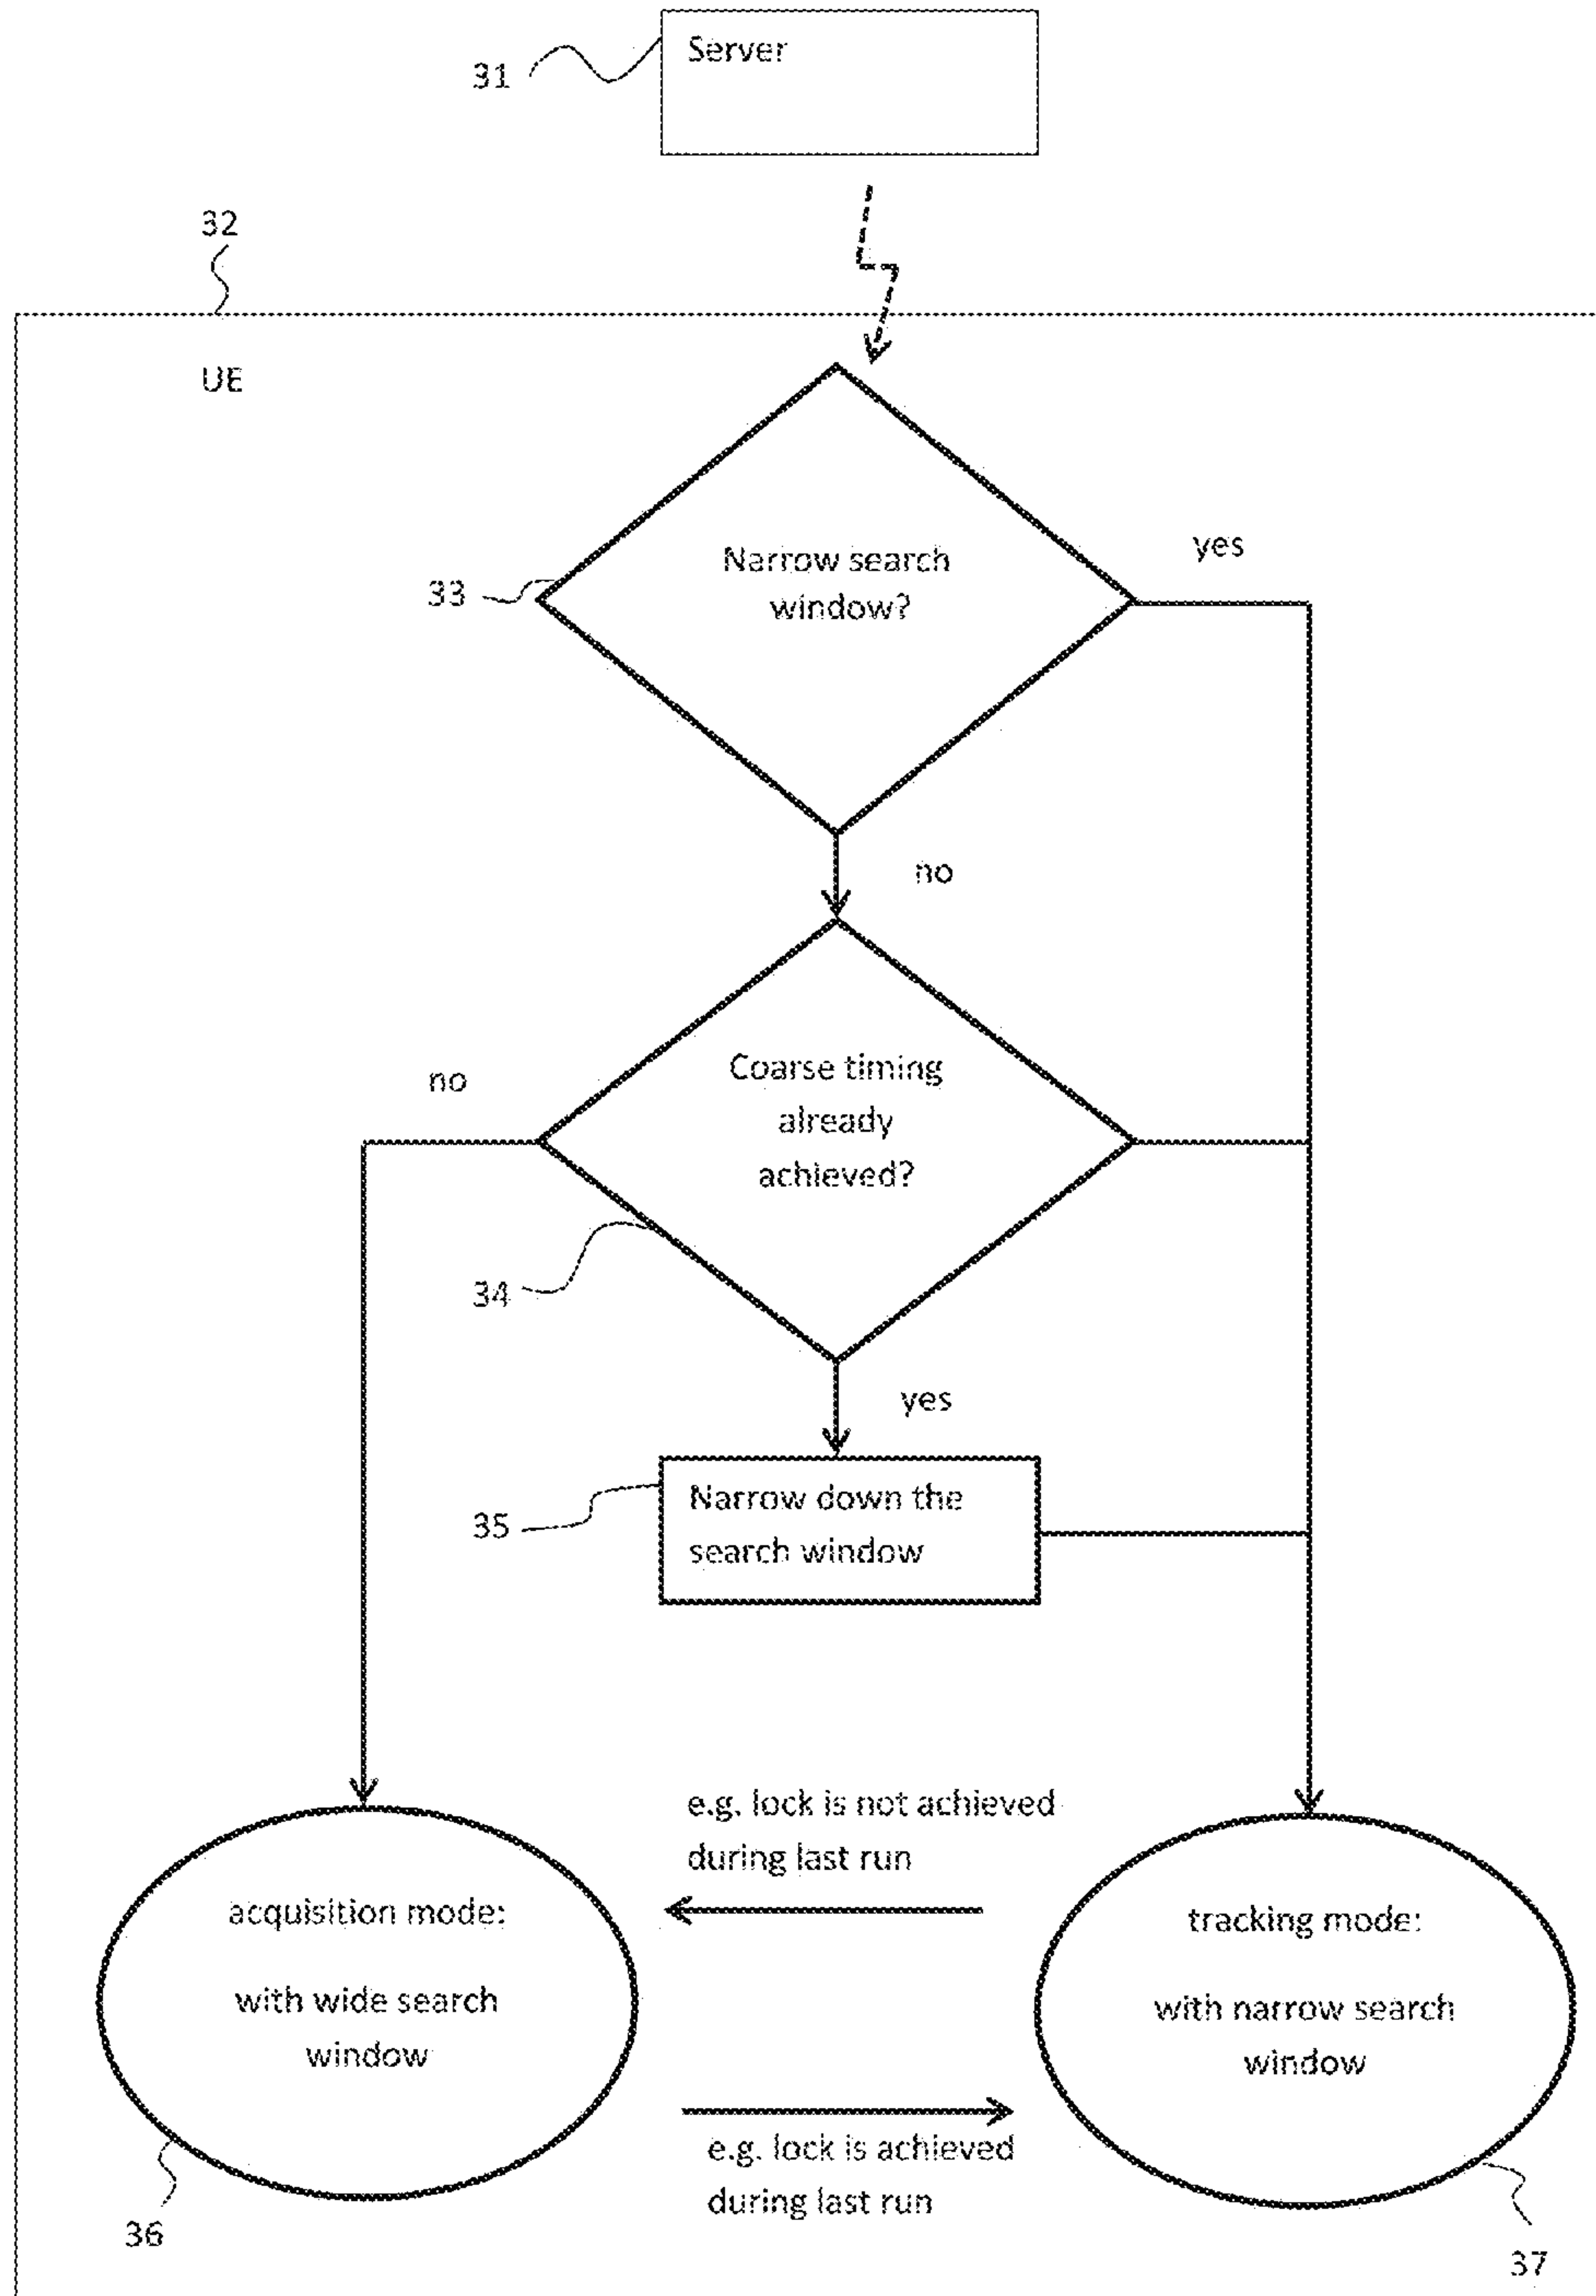 Server
31
32
UE
yes
Narrow search
window?
33
no
Coarse timing
already
achieved?
no
34
yes
Narrow down the
search window
35
e.g. lock is not achieved
during last run
acquisition mode:
with wide search
window
tracking mode:
with narrow search
window
e.g. lock is achieved
during last run
36
37